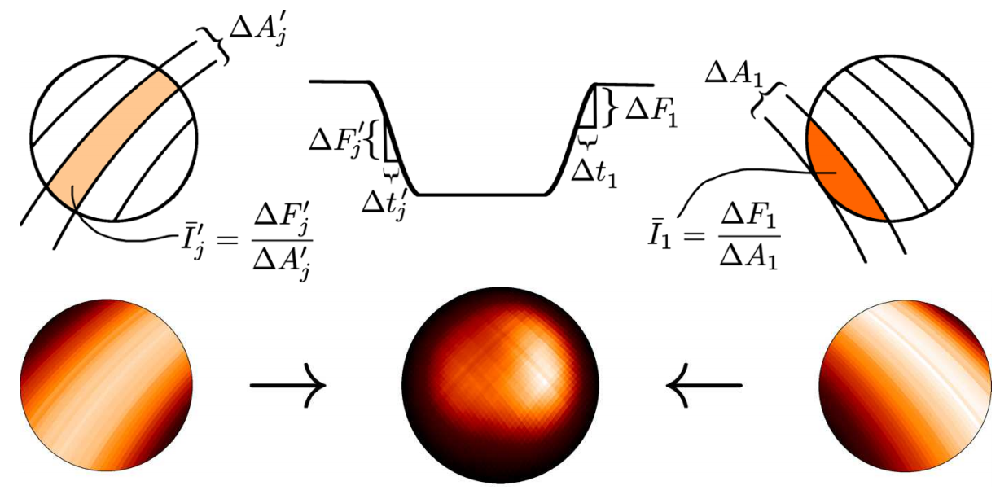 ΔA′_j
ΔF′_j
Δt′_j
Ī′_j = ΔF′_j / ΔA′_j
ΔF_1
Δt_1
ΔA_1
Ī_1 = ΔF_1 / ΔA_1